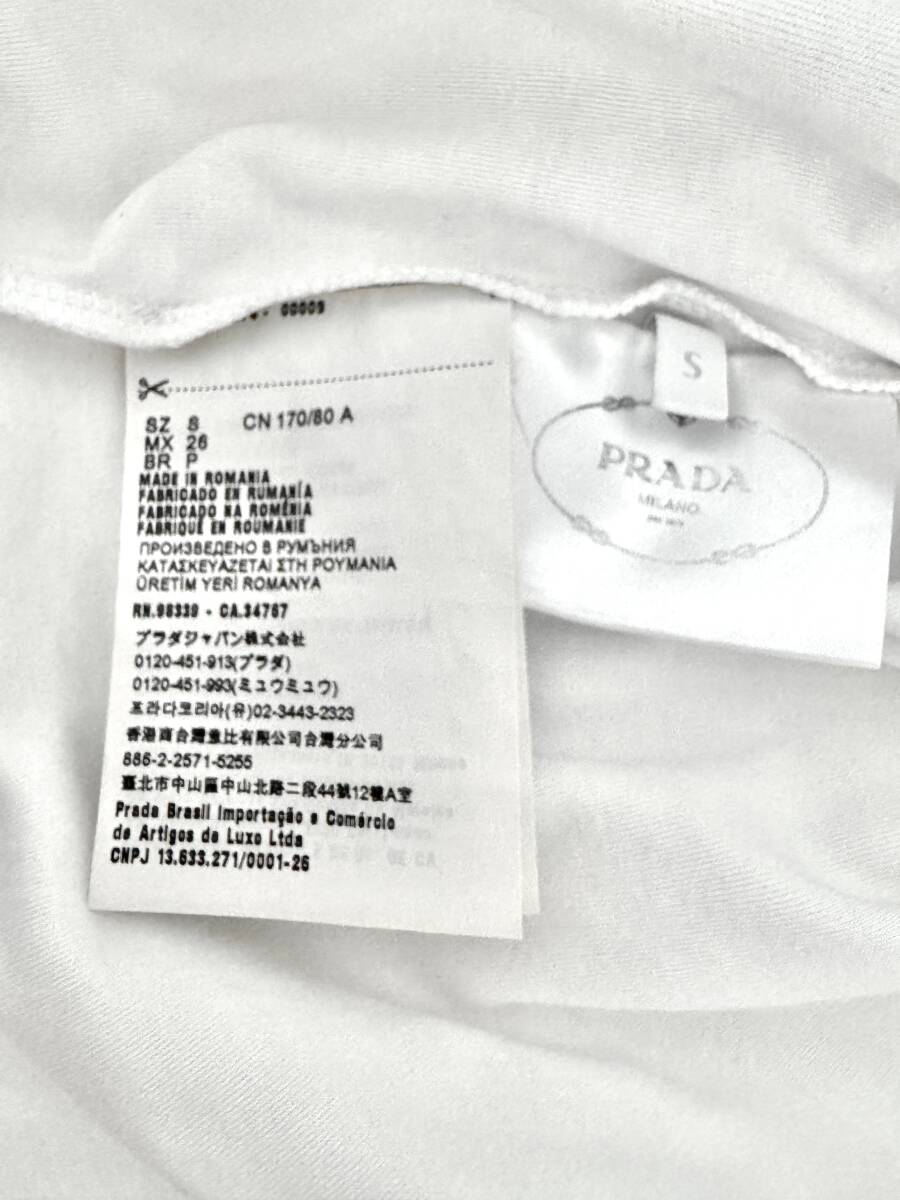 00009
SZ S CN 170/80 A
MX 26
BR P
MADE IN ROMANIA
FABRICADO EN RUMANÍA
FABRICADO NA ROMÉNIA
FABRIQUÉ EN ROUMANIE
ПРОИЗВЕДЕНО В РУМЪНИЯ
ΚΑΤΑΣΚΕΥΑΖΕΤΑΙ ΣΤΗ ΡΟΥΜΑΝΙΑ
ÜRETİM YERİ ROMANYA
RN.96339 - CA.34767
プラダジャパン株式会社
0120-451-913(プラダ)
0120-451-993(ミュウミュウ)
프라다코리아(유)02-3443-2323
香港商台灣童比有限公司台灣分公司
886-2-2571-5255
臺北市中山區中山北路二段44號12樓A室
Prada Brasil Importação e Comércio
de Artigos de Luxo Ltda
CNPJ 13.633.271/0001-26
S
PRADA
MILANO